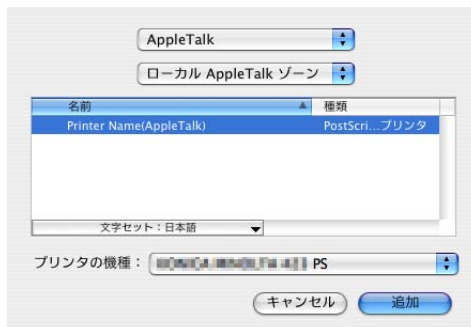 AppleTalk
ローカル AppleTalk ゾーン
名前 種類
Printer Name(AppleTalk) PostScri...プリンタ
文字セット：日本語
プリンタの機種： PS
キャンセル 追加